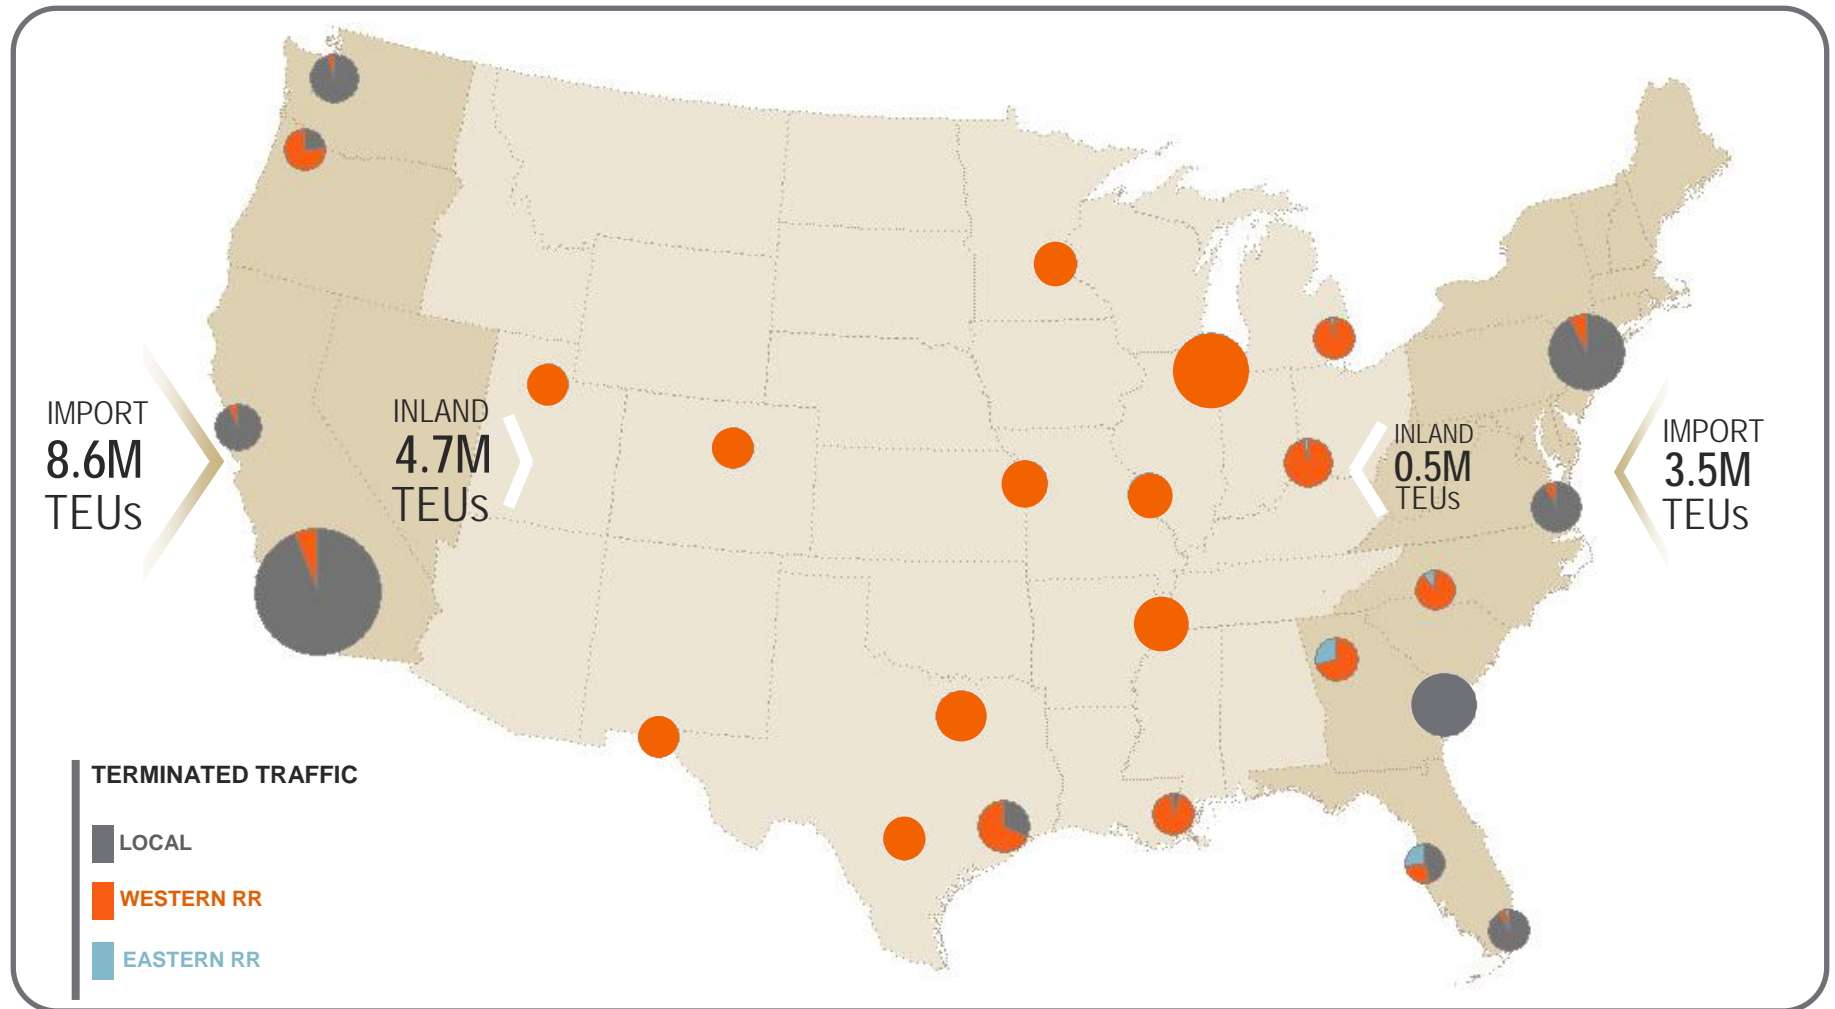 IMPORT
8.6M
TEUs
INLAND
4.7M
TEUs
INLAND
0.5M
TEUs
IMPORT
3.5M
TEUs
TERMINATED TRAFFIC
LOCAL
WESTERN RR
EASTERN RR